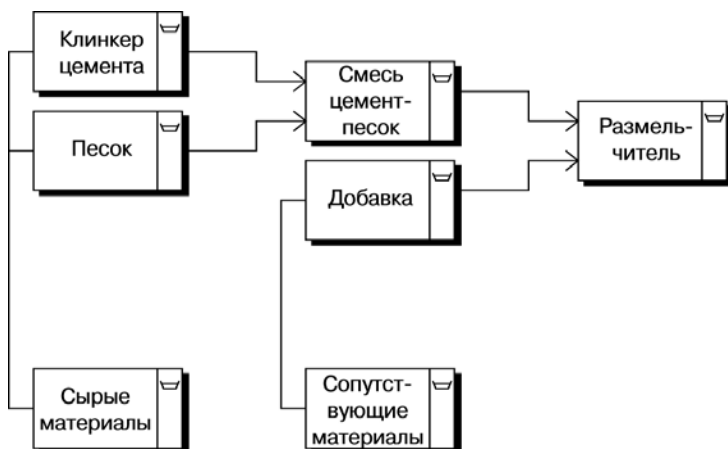 Клинкер
цемента
Песок
Смесь
цемент-
песок
Добавка
Размель-
читель
Сырые
материалы
Сопутст-
вующие
материалы